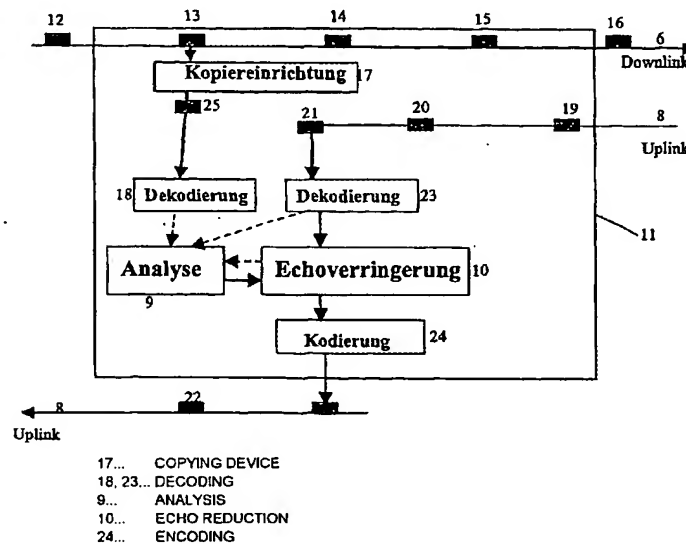 12 13 14 15 16 6
Downlink
Kopiereinrichtung 17
25 21 20 19 8
Uplink
18 Dekodierung Dekodierung 23
11
Analyse Echoverringerung 10
9
Kodierung 24
8 22
Uplink
17... COPYING DEVICE
18, 23... DECODING
9... ANALYSIS
10... ECHO REDUCTION
24... ENCODING